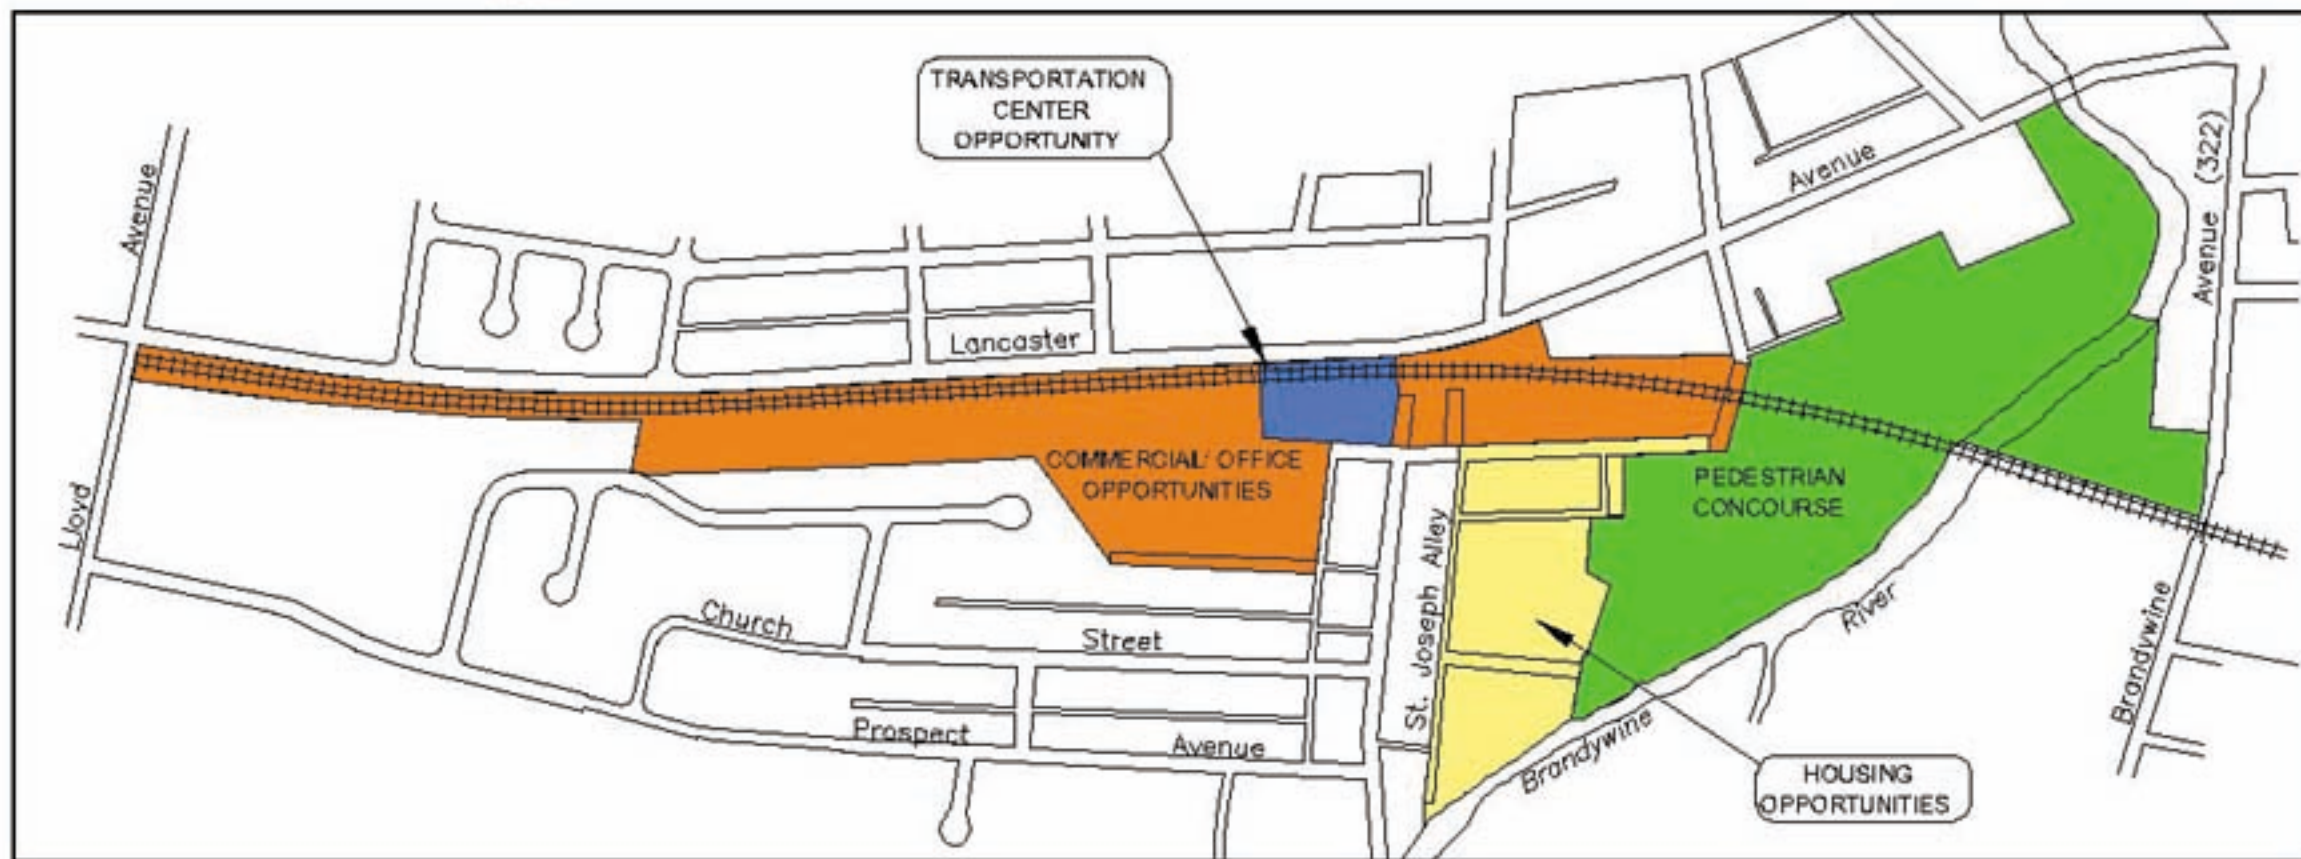 TRANSPORTATION
CENTER
OPPORTUNITY
Avenue
Avenue
Avenue (322)
Lancaster
COMMERCIAL/ OFFICE
OPPORTUNITIES
PEDESTRIAN
CONCOURSE
Lloyd
St. Joseph Alley
Church
Street
River
Brandywine
Prospect
Avenue
Brandywine
HOUSING
OPPORTUNITIES